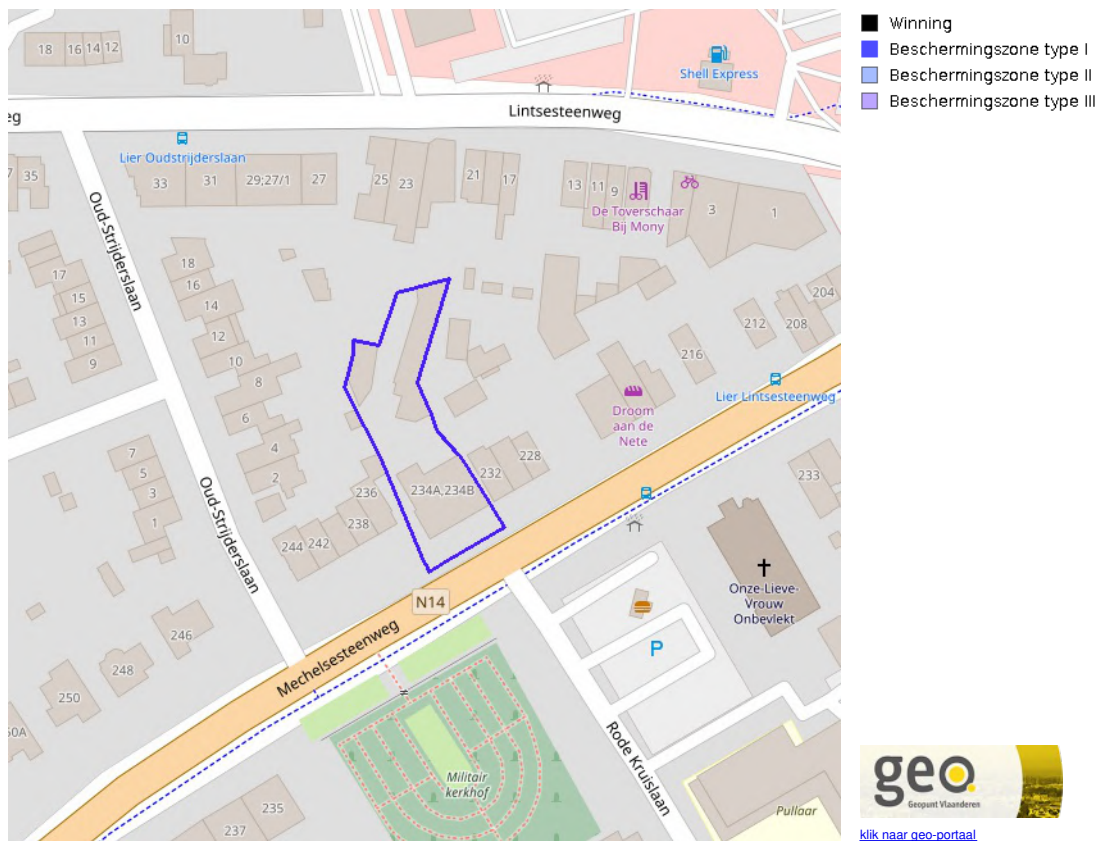 18
16
14
12
10
Shell Express
Lintsesteenweg
eg
Lier Oudstrijderslaan
35
33
31
29;27/1
27
25
23
21
17
13
11
9
De Toverschaar
Bij Mony
3
1
Oud-Strijderslaan
17
15
13
11
9
18
16
14
12
10
8
6
4
2
204
212
208
216
Lier Lintsesteenweg
Droom
aan de
Nete
7
5
3
1
Oud-Strijderslaan
228
232
234A;234B
236
238
242
244
233
Onze-Lieve-
Vrouw
Onbevlekt
N14
Mechelsesteenweg
P
246
248
250
50A
Rode Kruislaan
Militair
kerkhof
Pullaar
235
237
Winning
Beschermingszone type I
Beschermingszone type II
Beschermingszone type III
geo
Geopunt Vlaanderen
klik naar geo-portaal